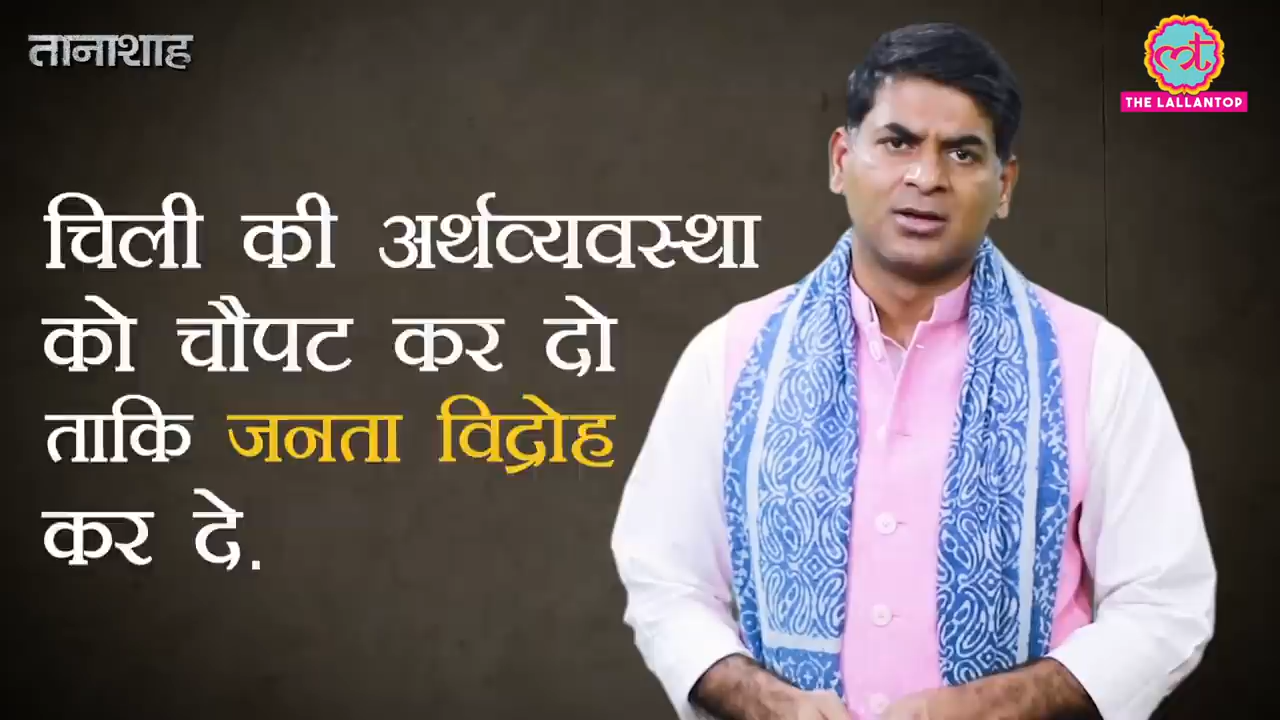 तानाशाह
THE LALLANTOP
चिली की अर्थव्यवस्था
को चौपट कर दो
ताकि जनता विद्रोह
कर दे.